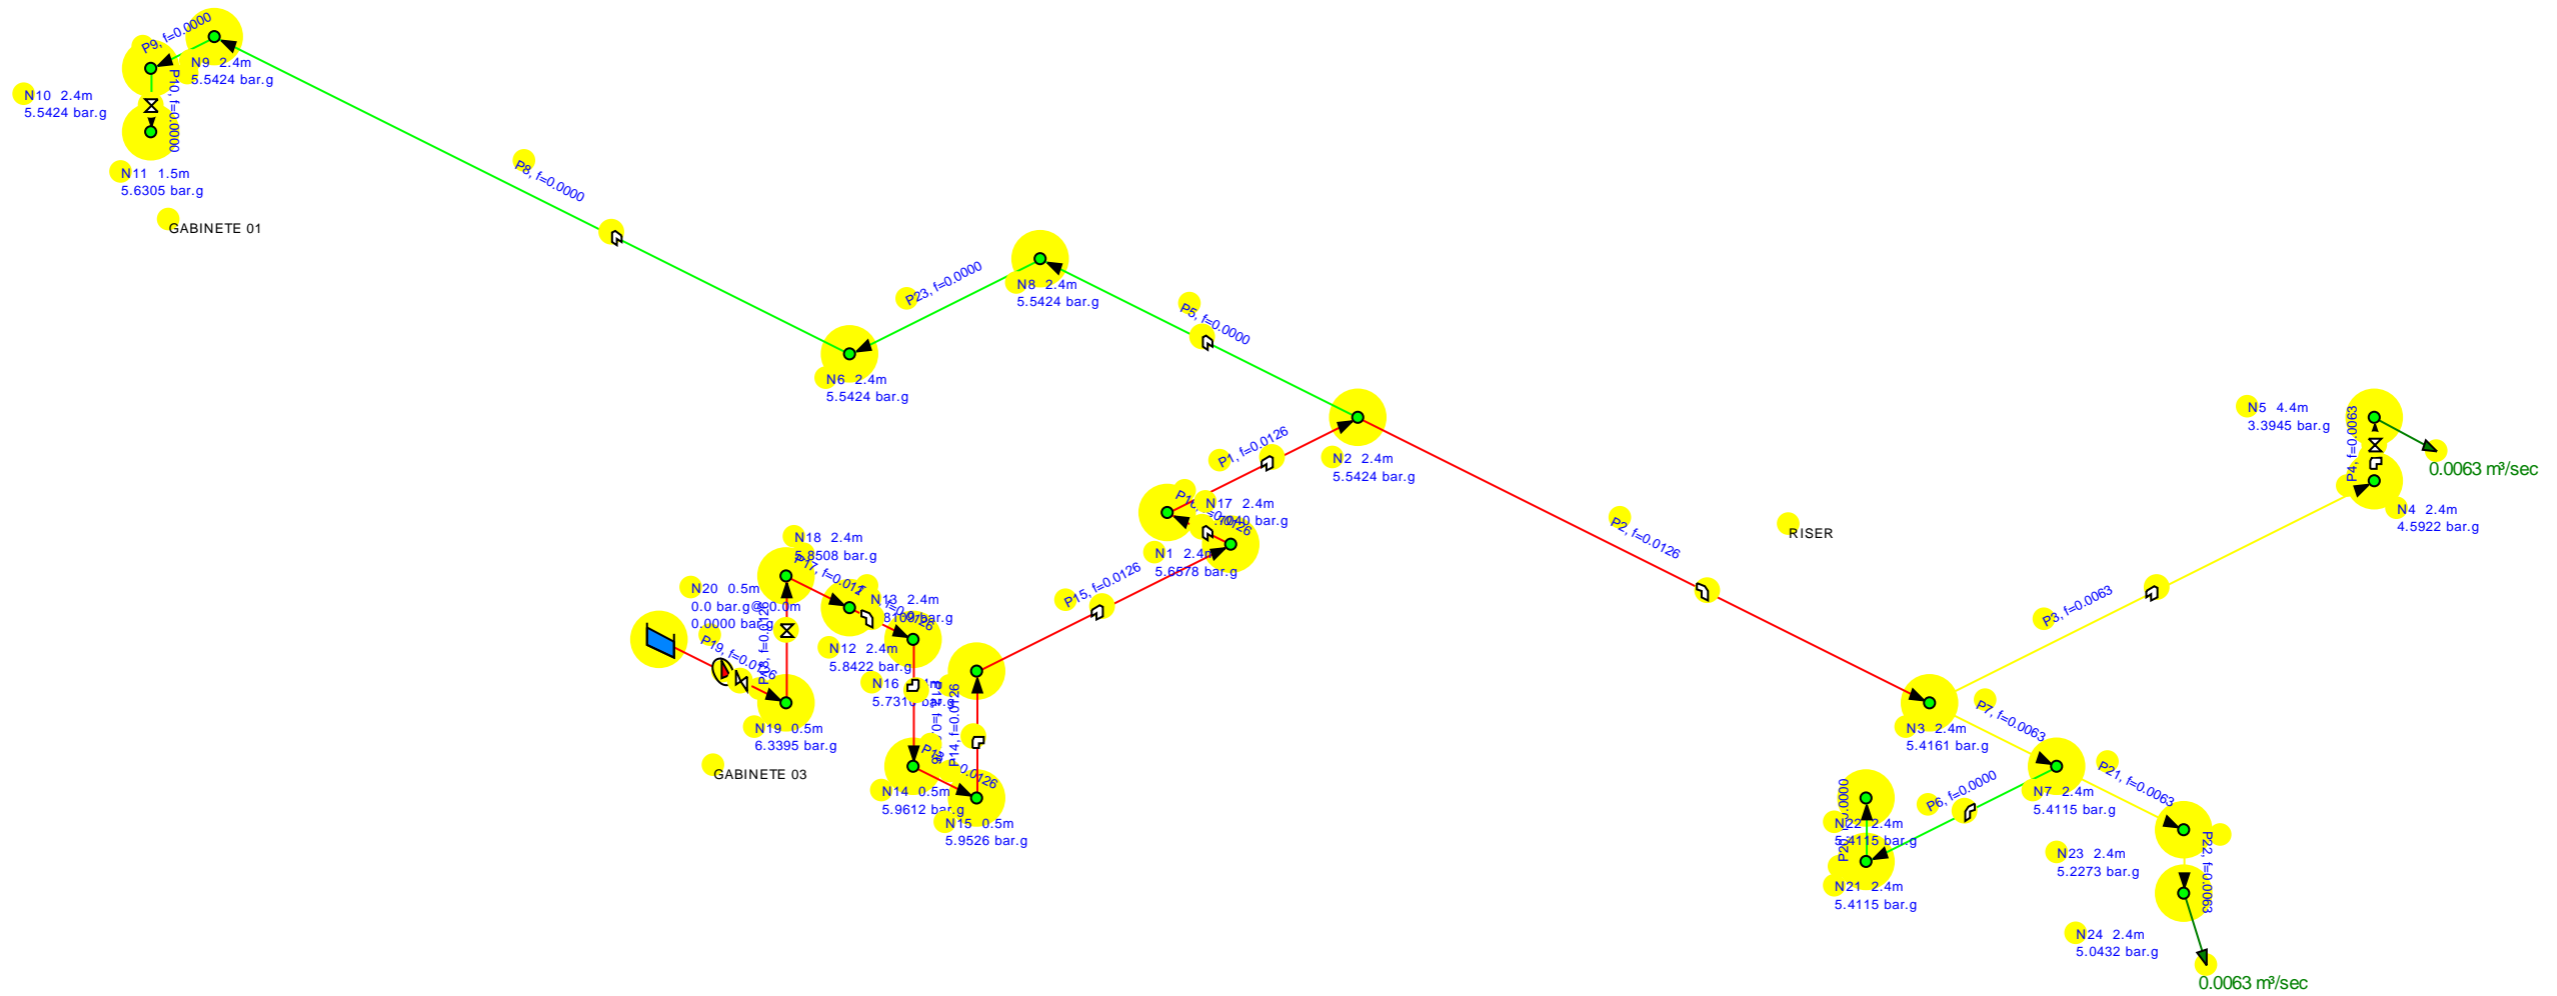 P9, f=0.0000
N9 2.4m
5.5424 bar.g
N10 2.4m
5.5424 bar.g
P10, f=0.0000
N11 1.5m
5.6305 bar.g
GABINETE 01
P8, f=0.0000
P23, f=0.0000
N8 2.4m
5.5424 bar.g
P5, f=0.0000
N6 2.4m
5.5424 bar.g
P1, f=0.0126
N2 2.4m
5.5424 bar.g
N5 4.4m
3.3945 bar.g
P4, f=0.0063
0.0063 m³/sec
N4 2.4m
4.5922 bar.g
N17 2.4m
N1 2.4m
5.6578 bar.g
P2, f=0.0126
RISER
N18 2.4m
5.8508 bar.g
N20 0.5m
0.0 bar.g@0.0m
0.0000 bar.g
N13 2.4m
P15, f=0.0126
P3, f=0.0063
P19, f=0.0126
N12 2.4m
5.8422 bar.g
N16
P14, f=0.0126
N19 0.5m
6.3395 bar.g
GABINETE 03
N14 0.5m
5.9612 bar.g
N15 0.5m
5.9526 bar.g
N3 2.4m
5.4161 bar.g
P7, f=0.0063
P21, f=0.0063
N7 2.4m
5.4115 bar.g
P6, f=0.0000
N22 2.4m
5.4115 bar.g
N21 2.4m
5.4115 bar.g
N23 2.4m
5.2273 bar.g
P22, f=0.0063
N24 2.4m
5.0432 bar.g
0.0063 m³/sec